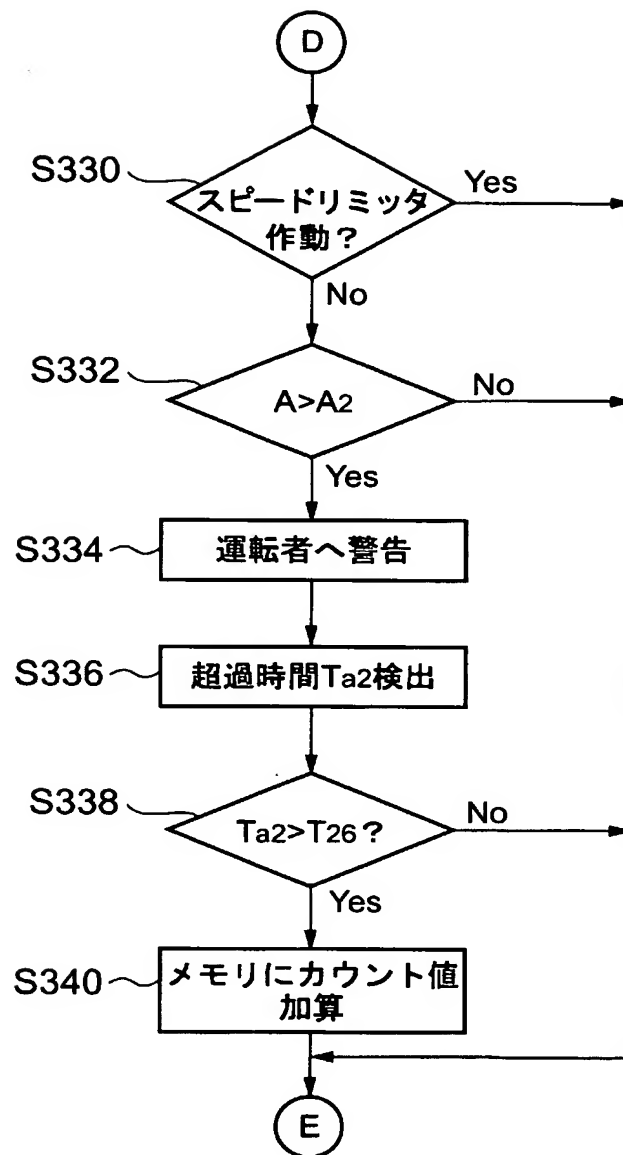 D
S330
スピードリミッタ
作動？
Yes
No
S332
A>A2
No
Yes
S334
運転者へ警告
S336
超過時間Ta2検出
S338
Ta2>T26？
No
Yes
S340
メモリにカウント値
加算
E